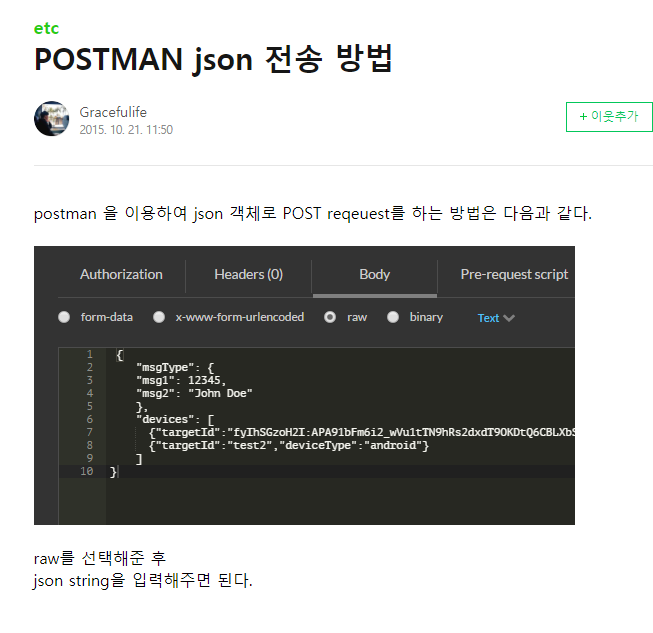 etc
POSTMAN json 전송 방법
Gracefulife
2015. 10. 21. 11:50
+ 이웃추가
postman 을 이용하여 json 객체로 POST reqeuest를 하는 방법은 다음과 같다.
Authorization Headers (0) Body Pre-request script
form-data x-www-form-urlencoded raw binary Text
1 {
2 "msgType": {
3 "msg1": 12345,
4 "msg2": "John Doe"
5 },
6 "devices": [
7 {"targetId":"fyIhSGzoH2I:APA91bFm6i2_wVu1tTN9hRs2dxdT9OKDtQ6CBLXbS
8 {"targetId":"test2","deviceType":"android"}
9 ]
10 }
raw를 선택해준 후
json string을 입력해주면 된다.